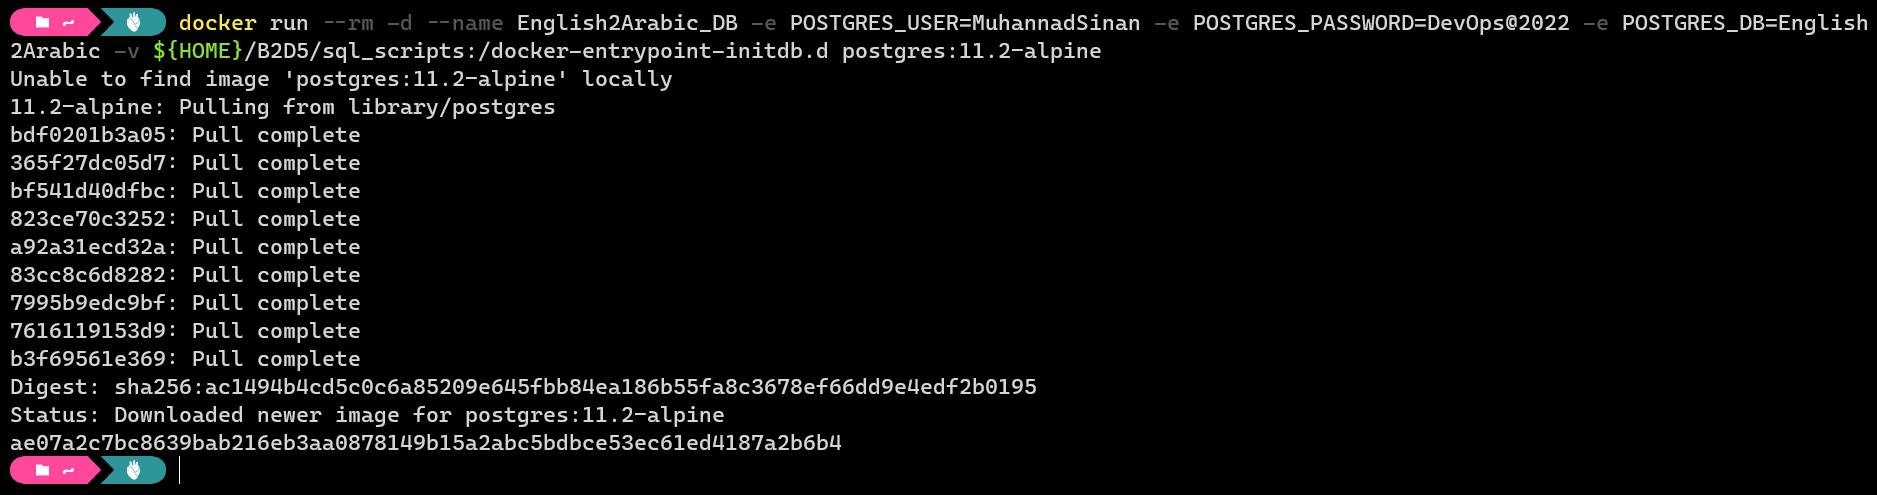 ~ docker run --rm -d --name English2Arabic_DB -e POSTGRES_USER=MuhannadSinan -e POSTGRES_PASSWORD=DevOps@2022 -e POSTGRES_DB=English
2Arabic -v ${HOME}/B2D5/sql_scripts:/docker-entrypoint-initdb.d postgres:11.2-alpine
Unable to find image 'postgres:11.2-alpine' locally
11.2-alpine: Pulling from library/postgres
bdf0201b3a05: Pull complete
365f27dc05d7: Pull complete
bf541d40dfbc: Pull complete
823ce70c3252: Pull complete
a92a31ecd32a: Pull complete
83cc8c6d8282: Pull complete
7995b9edc9bf: Pull complete
7616119153d9: Pull complete
b3f69561e369: Pull complete
Digest: sha256:ac1494b4cd5c0c6a85209e645fbb84ea186b55fa8c3678ef66dd9e4edf2b0195
Status: Downloaded newer image for postgres:11.2-alpine
ae07a2c7bc8639bab216eb3aa0878149b15a2abc5bdbce53ec61ed4187a2b6b4
~